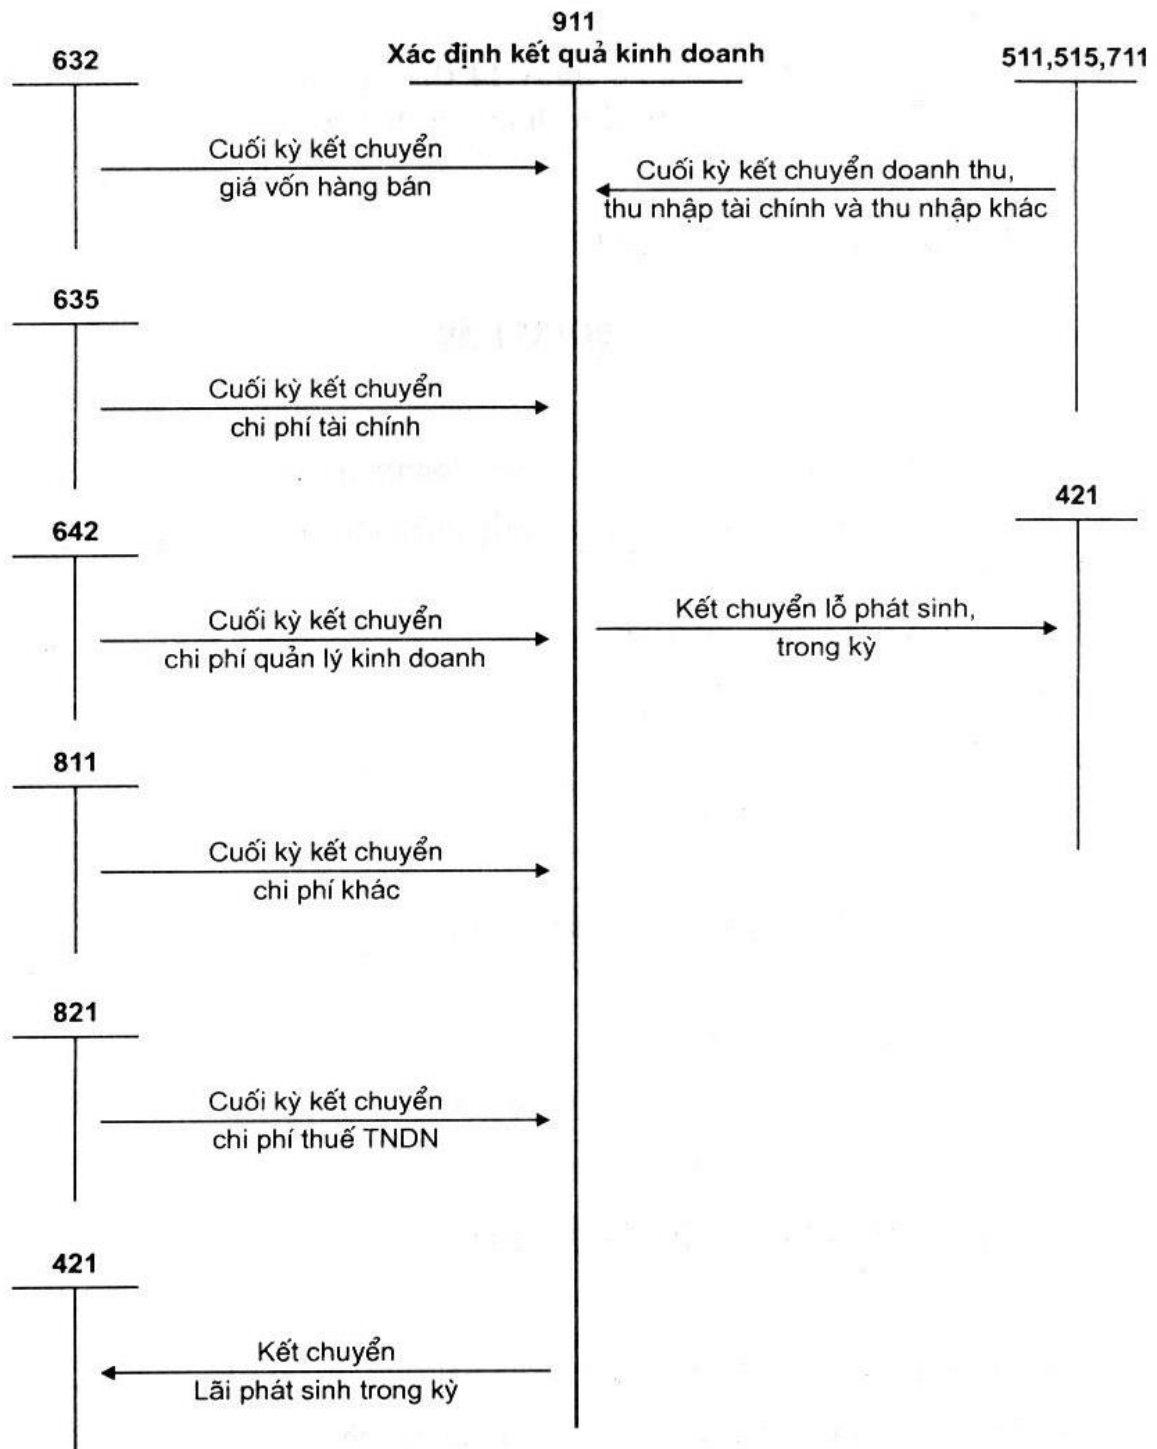 911
Xác định kết quả kinh doanh
632
511,515,711
Cuối kỳ kết chuyển
giá vốn hàng bán
Cuối kỳ kết chuyển doanh thu,
thu nhập tài chính và thu nhập khác
635
Cuối kỳ kết chuyển
chi phí tài chính
421
642
Cuối kỳ kết chuyển
chi phí quản lý kinh doanh
Kết chuyển lỗ phát sinh,
trong kỳ
811
Cuối kỳ kết chuyển
chi phí khác
821
Cuối kỳ kết chuyển
chi phí thuế TNDN
421
Kết chuyển
Lãi phát sinh trong kỳ